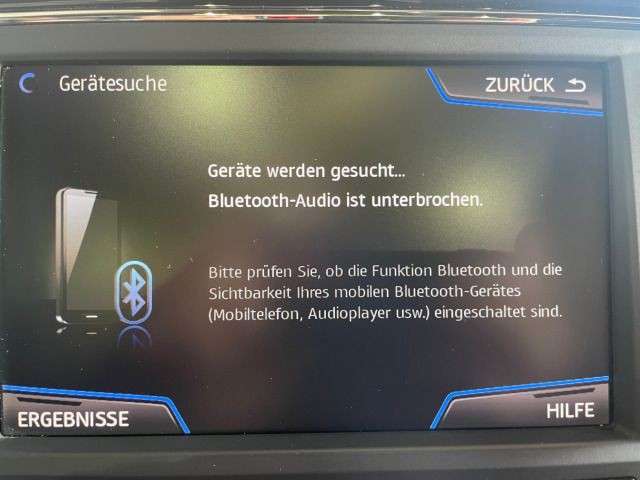 Gerätesuche
ZURÜCK
Geräte werden gesucht...
Bluetooth-Audio ist unterbrochen.
Bitte prüfen Sie, ob die Funktion Bluetooth und die
Sichtbarkeit Ihres mobilen Bluetooth-Gerätes
(Mobiltelefon, Audioplayer usw.) eingeschaltet sind.
ERGEBNISSE
HILFE